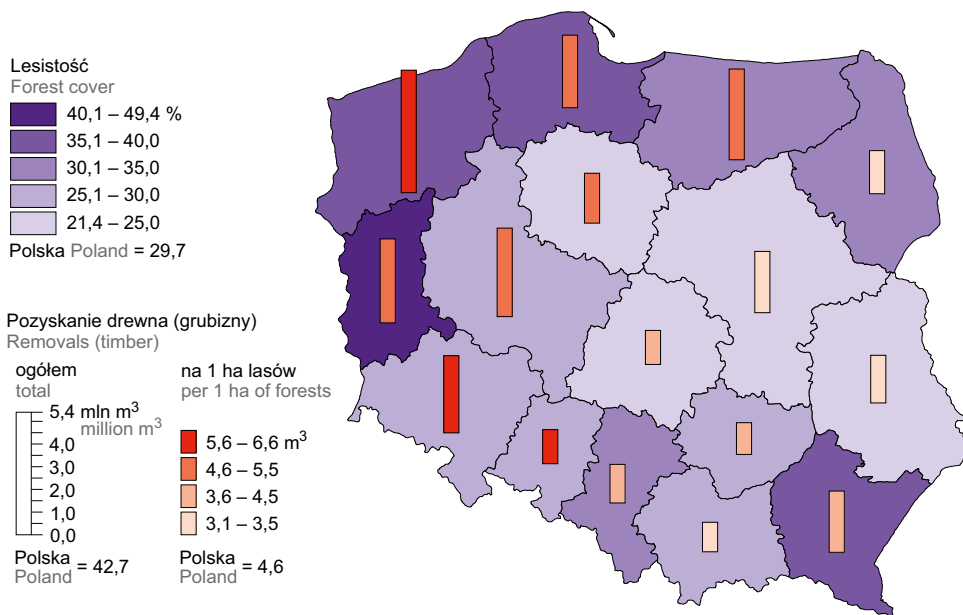 Lesistość
Forest cover
40,1 – 49,4 %
35,1 – 40,0
30,1 – 35,0
25,1 – 30,0
21,4 – 25,0
Polska Poland = 29,7
Pozyskanie drewna (grubizny)
Removals (timber)
ogółem
total
5,4 mln m³
million m³
4,0
3,0
2,0
1,0
0,0
Polska
Poland = 42,7
na 1 ha lasów
per 1 ha of forests
5,6 – 6,6 m³
4,6 – 5,5
3,6 – 4,5
3,1 – 3,5
Polska
Poland = 4,6